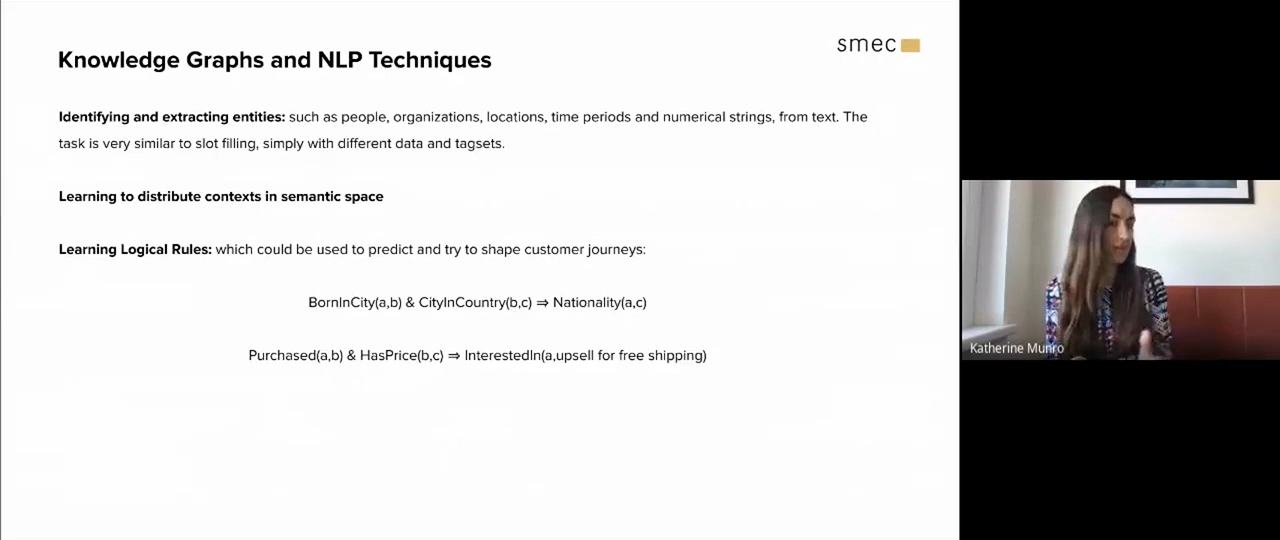 smec
Knowledge Graphs and NLP Techniques
Identifying and extracting entities: such as people, organizations, locations, time periods and numerical strings, from text. The
task is very similar to slot filling, simply with different data and tagsets.
Learning to distribute contexts in semantic space
Learning Logical Rules: which could be used to predict and try to shape customer journeys:
BornInCity(a,b) & CityInCountry(b,c) ⇒ Nationality(a,c)
Purchased(a,b) & HasPrice(b,c) ⇒ InterestedIn(a,upsell for free shipping)
Katherine Munro